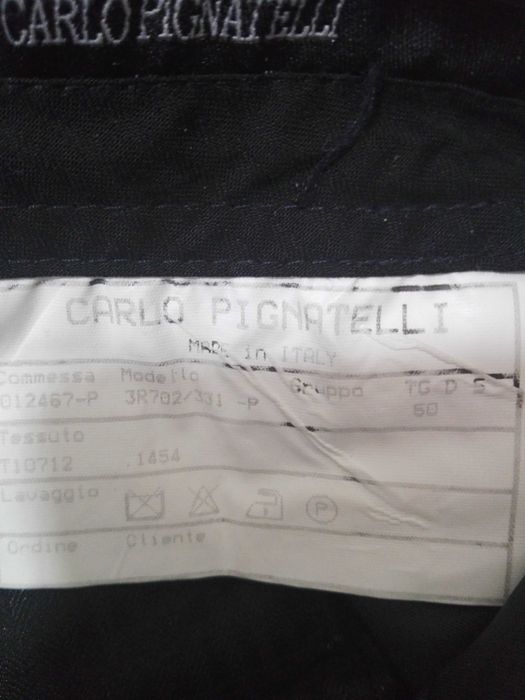 CARLO PIGNATELLI
CARLO PIGNATELLI
MADE in ITALY
Commessa Modello Gruppo TG D S
012467-P 3R702/331 -P 50
Tessuto
T10712 .1454
Lavaggio P
Ordine Cliente